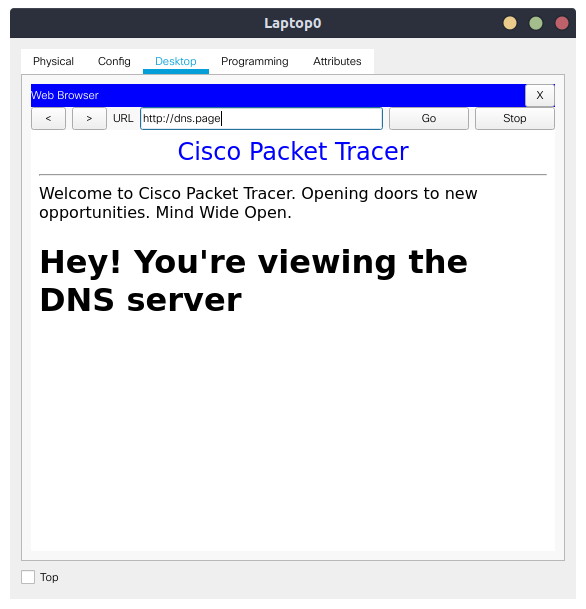 Laptop0
Physical Config Desktop Programming Attributes
Web Browser X
< > URL http://dns.page Go Stop
Cisco Packet Tracer
Welcome to Cisco Packet Tracer. Opening doors to new
opportunities. Mind Wide Open.
Hey! You're viewing the
DNS server
Top